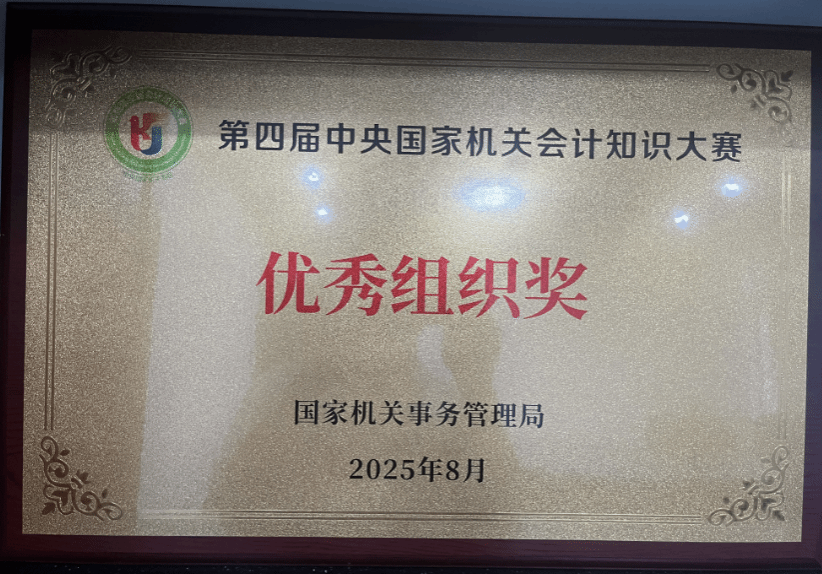 第四届中央国家机关会计知识大赛
优秀组织奖
国家机关事务管理局
2025年8月